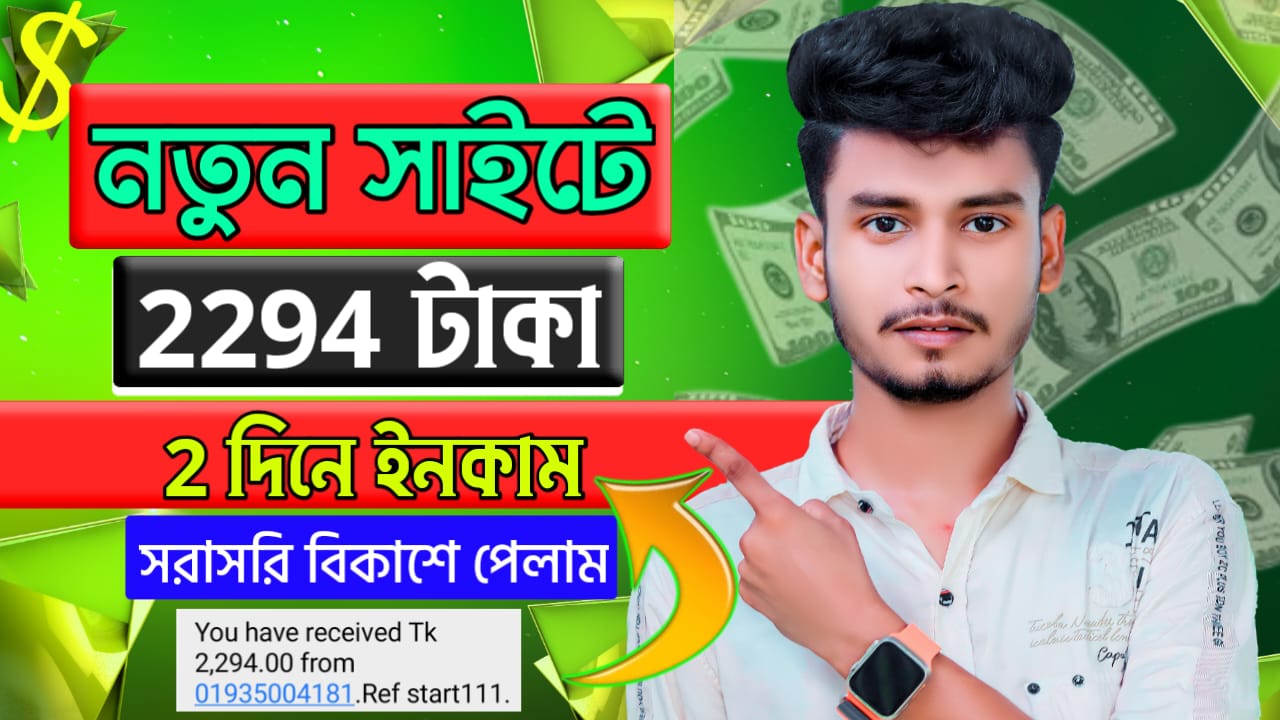 নতুন সাইটে
2294 টাকা
2 দিনে ইনকাম
সরাসরি বিকাশে পেলাম
You have received Tk
2,294.00 from
01935004181.Ref start111.